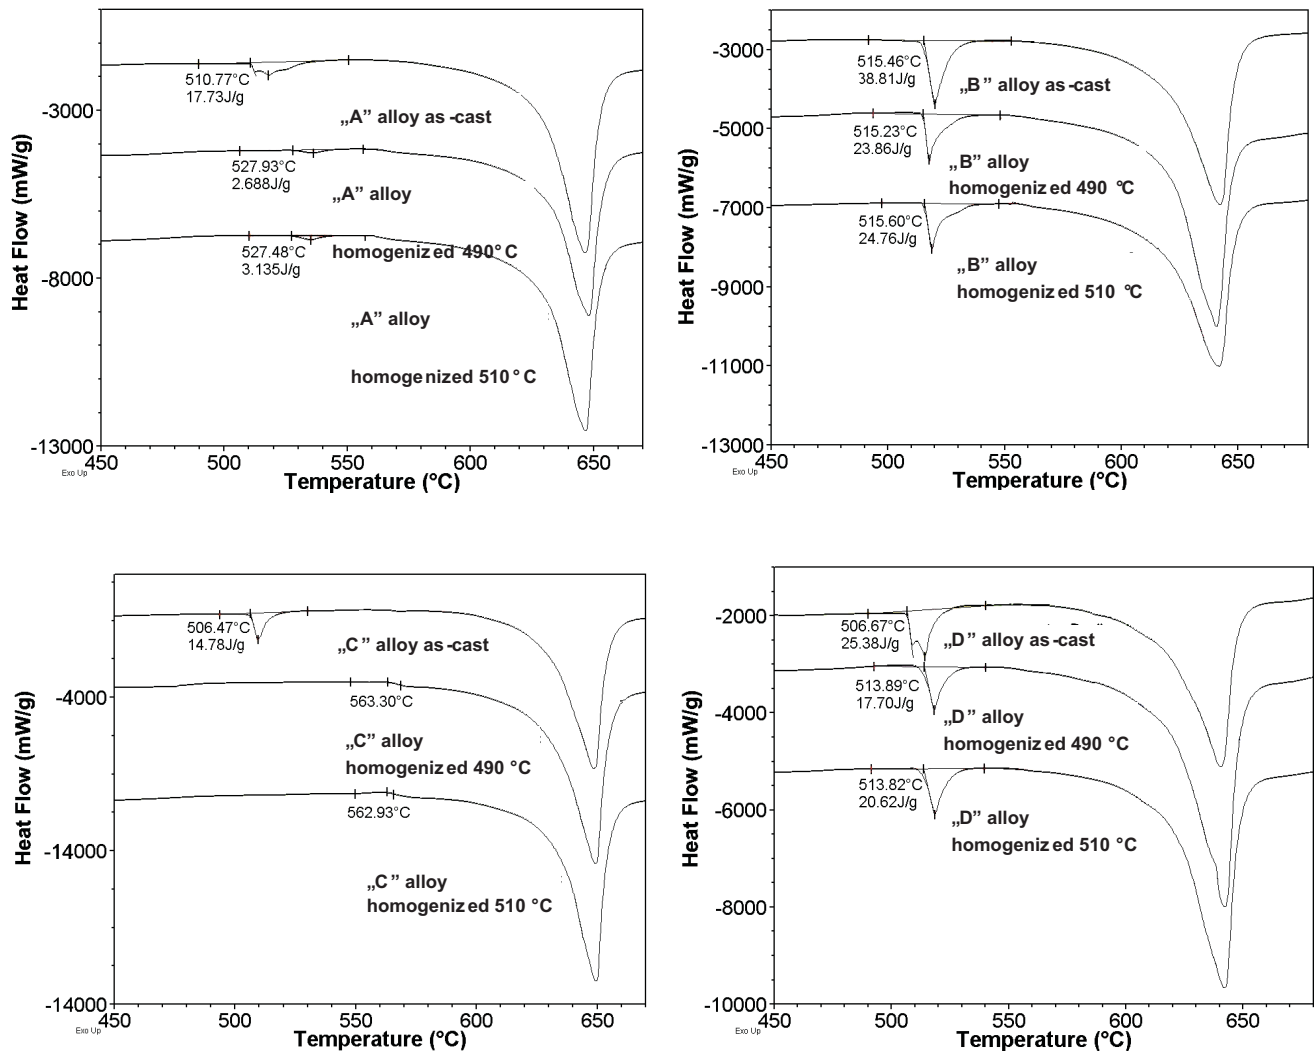 -3000
-8000
-13000
Heat Flow (mW/g)
510.77°C
17.73J/g
„A” alloy as-cast
527.93°C
2.688J/g
„A” alloy
homogenized 490°C
527.48°C
3.135J/g
„A” alloy
homogenized 510°C
450 500 550 600 650
Exo Up
Temperature (°C)
-3000
-5000
-7000
-9000
-11000
-13000
Heat Flow (mW/g)
515.46°C
38.81J/g
„B” alloy as-cast
515.23°C
23.86J/g
„B” alloy
homogenized 490 °C
515.60°C
24.76J/g
„B” alloy
homogenized 510 °C
450 500 550 600 650
Exo Up
Temperature (°C)
-4000
-14000
-14000
Heat Flow (mW/g)
506.47°C
14.78J/g
„C” alloy as-cast
563.30°C
„C” alloy
homogenized 490 °C
562.93°C
„C” alloy
homogenized 510 °C
450 500 550 600 650
Exo Up
Temperature (°C)
-2000
-4000
-6000
-8000
-10000
Heat Flow (mW/g)
506.67°C
25.38J/g
„D” alloy as-cast
513.89°C
17.70J/g
„D” alloy
homogenized 490 °C
513.82°C
20.62J/g
„D” alloy
homogenized 510 °C
450 500 550 600 650
Exo Up
Temperature (°C)